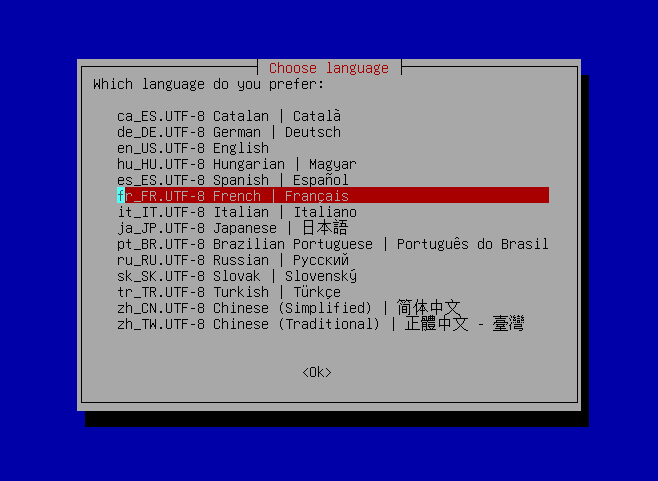 Choose language
Which language do you prefer:
ca_ES.UTF-8 Catalan | Català
de_DE.UTF-8 German | Deutsch
en_US.UTF-8 English
hu_HU.UTF-8 Hungarian | Magyar
es_ES.UTF-8 Spanish | Español
fr_FR.UTF-8 French | Français
it_IT.UTF-8 Italian | Italiano
ja_JP.UTF-8 Japanese | 日本語
pt_BR.UTF-8 Brazilian Portuguese | Português do Brasil
ru_RU.UTF-8 Russian | Русский
sk_SK.UTF-8 Slovak | Slovenský
tr_TR.UTF-8 Turkish | Türkçe
zh_CN.UTF-8 Chinese (Simplified) | 简体中文
zh_TW.UTF-8 Chinese (Traditional) | 正體中文 - 臺灣
<Ok>